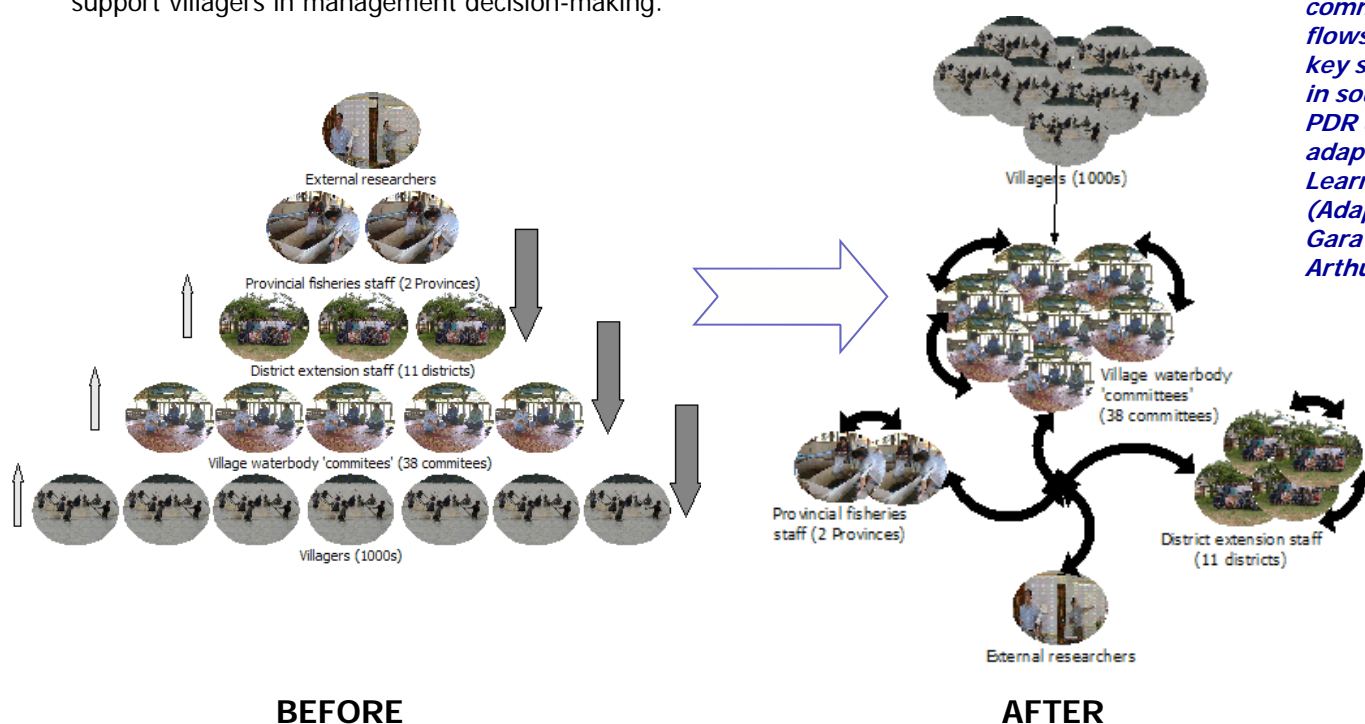 support villagers in management decision-making.
External researchers
Provincial fisheries staff (2 Provinces)
District extension staff (11 districts)
Village waterbody 'commitees' (38 commitees)
Villagers (1000s)
BEFORE
Villagers (1000s)
Village waterbody
'committees'
(38 committees)
Provincial fisheries
staff (2 Provinces)
District extension staff
(11 districts)
External researchers
AFTER
flows
key s
in sou
PDR
adap
Learn
(Adap
Gara
Arthu